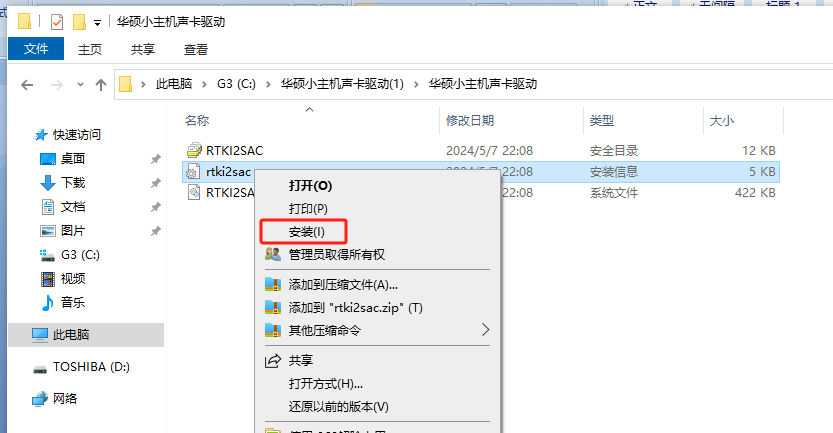 华硕小主机声卡驱动
文件 主页 共享 查看
此电脑 G3 (C:) 华硕小主机声卡驱动(1) 华硕小主机声卡驱动
名称 修改日期 类型 大小
快速访问
桌面
下载
文档
图片
G3 (C:)
视频
音乐
此电脑
TOSHIBA (D:)
网络
RTKI2SAC 2024/5/7 22:08 安全目录 12 KB
rtki2sac 2024/5/7 22:08 安装信息 5 KB
RTKI2SA 22:08 系统文件 422 KB
打开(O)
打印(P)
安装(I)
管理员取得所有权
添加到压缩文件(A)...
添加到 "rtki2sac.zip" (T)
其他压缩命令
共享
打开方式(H)...
还原以前的版本(V)